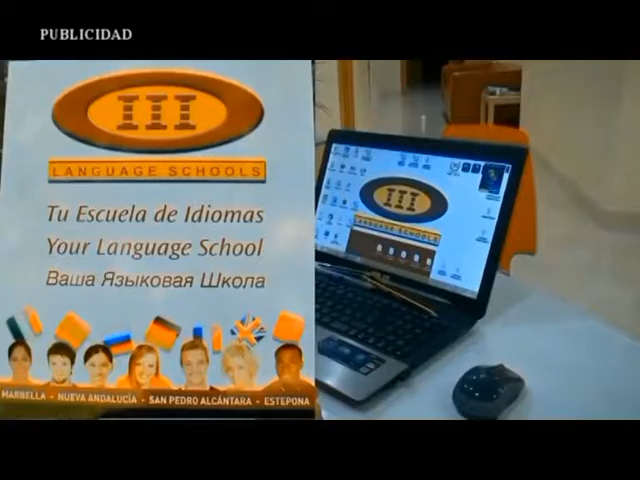 PUBLICIDAD
III
LANGUAGE SCHOOLS
Tu Escuela de Idiomas
Your Language School
Ваша Языковая Школа
MARBELLA - NUEVA ANDALUCÍA - SAN PEDRO ALCÁNTARA - ESTEPONA
III
LANGUAGE SCHOOLS